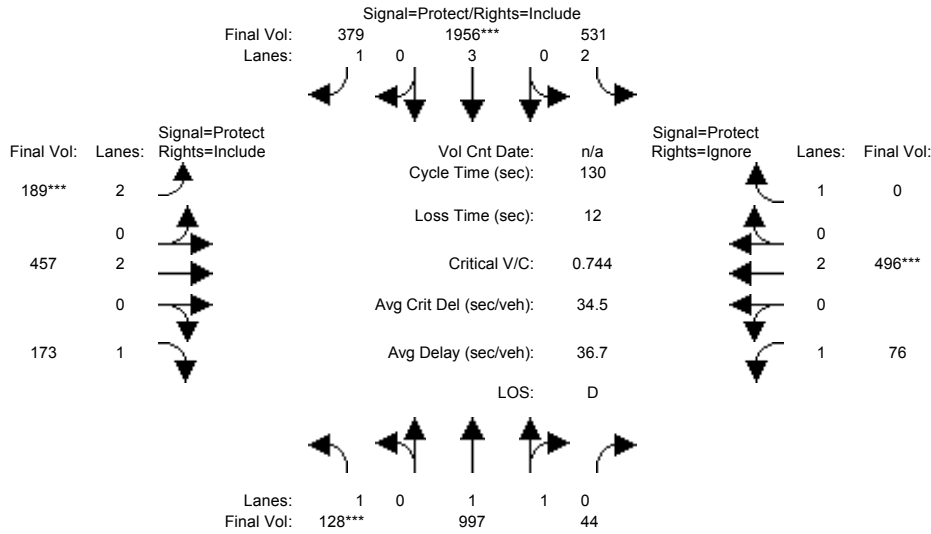 Signal=Protect/Rights=Include
Final Vol: 379 1956*** 531
Lanes: 1 0 3 0 2
Signal=Protect Signal=Protect
Final Vol: Lanes: Rights=Include Vol Cnt Date: n/a Rights=Ignore Lanes: Final Vol:
Cycle Time (sec): 130
189*** 2 1 0
Loss Time (sec): 12
0 0
457 2 Critical V/C: 0.744 2 496***
0 Avg Crit Del (sec/veh): 34.5 0
173 1 Avg Delay (sec/veh): 36.7 1 76
LOS: D
Lanes: 1 0 1 1 0
Final Vol: 128*** 997 44